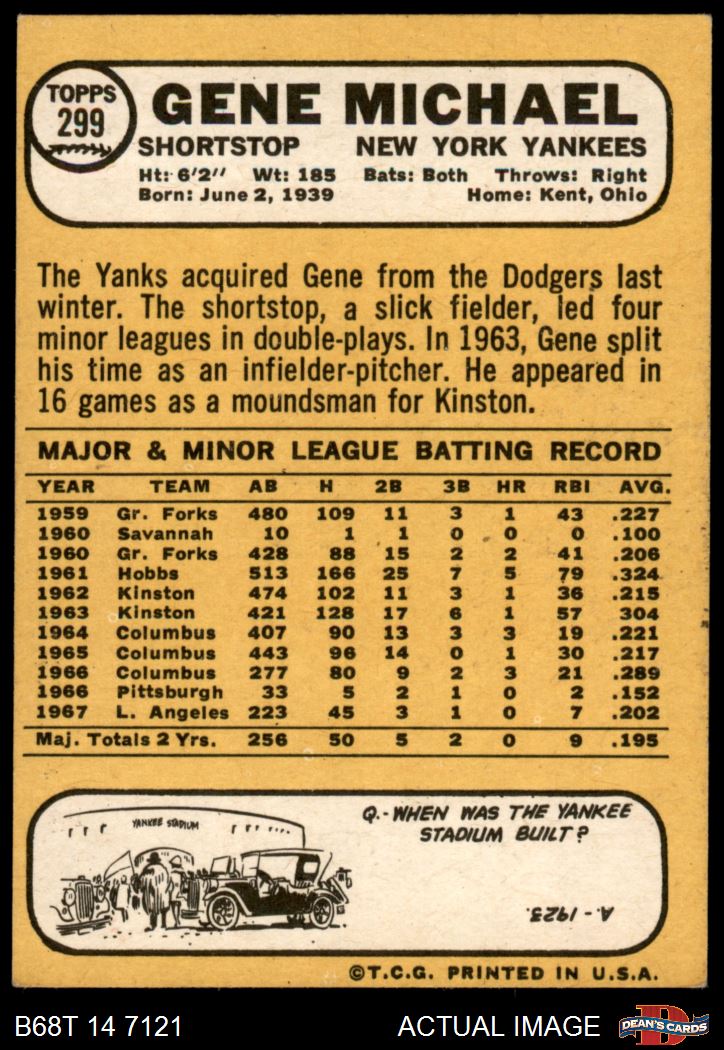 TOPPS
299
GENE MICHAEL
SHORTSTOP NEW YORK YANKEES
Ht: 6'2" Wt: 185 Bats: Both Throws: Right
Born: June 2, 1939 Home: Kent, Ohio
The Yanks acquired Gene from the Dodgers last
winter. The shortstop, a slick fielder, led four
minor leagues in double-plays. In 1963, Gene split
his time as an infielder-pitcher. He appeared in
16 games as a moundsman for Kinston.
MAJOR & MINOR LEAGUE BATTING RECORD
YEAR TEAM AB H 2B 3B HR RBI AVG.
1959 Gr. Forks 480 109 11 3 1 43 .227
1960 Savannah 10 1 1 0 0 0 .100
1960 Gr. Forks 428 88 15 2 2 41 .206
1961 Hobbs 513 166 25 7 5 79 .324
1962 Kinston 474 102 11 3 1 36 .215
1963 Kinston 421 128 17 6 1 57 304
1964 Columbus 407 90 13 3 3 19 .221
1965 Columbus 443 96 14 0 1 30 .217
1966 Columbus 277 80 9 2 3 21 .289
1966 Pittsburgh 33 5 2 1 0 2 .152
1967 L. Angeles 223 45 3 1 0 7 .202
Maj. Totals 2 Yrs. 256 50 5 2 0 9 .195
YANKEE STADIUM
Q.- WHEN WAS THE YANKEE
STADIUM BUILT?
A. - 1923.
©T.C.G. PRINTED IN U.S.A.
B68T 14 7121 ACTUAL IMAGE
D
DEAN'S CARDS